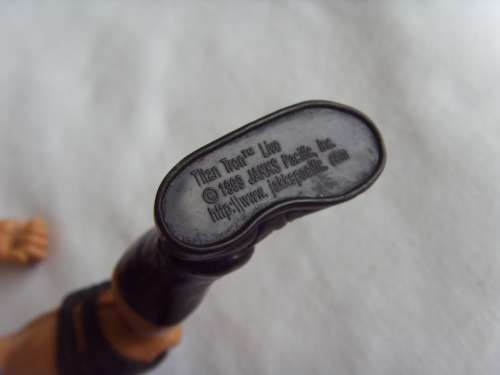 Titan Tron™ Live
© 1999 JAKKS Pacific, Inc.
http://www. jakkspacific. com